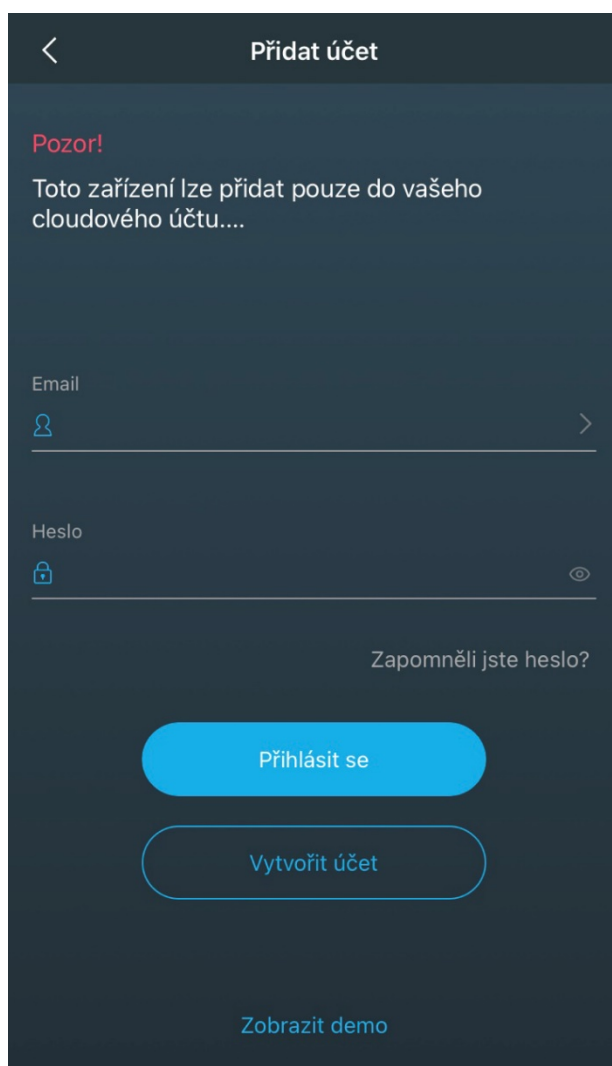 Přidat účet
Pozor!
Toto zařízení lze přidat pouze do vašeho
cloudového účtu....
Email
Heslo
Zapomněli jste heslo?
Přihlásit se
Vytvořit účet
Zobrazit demo